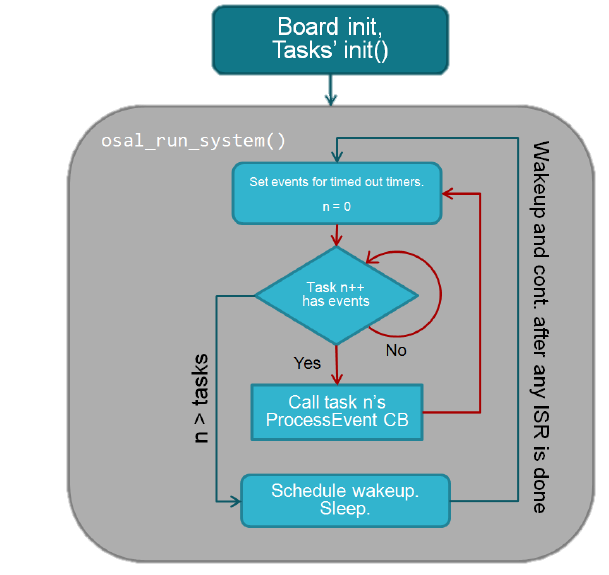 Board init,
Tasks' init()
osal_run_system()
Set events for timed out timers.
n = 0
Task n++
has events
No
Yes
Call task n's
ProcessEvent CB
n > tasks
Schedule wakeup.
Sleep.
Wakeup and cont. after any ISR is done